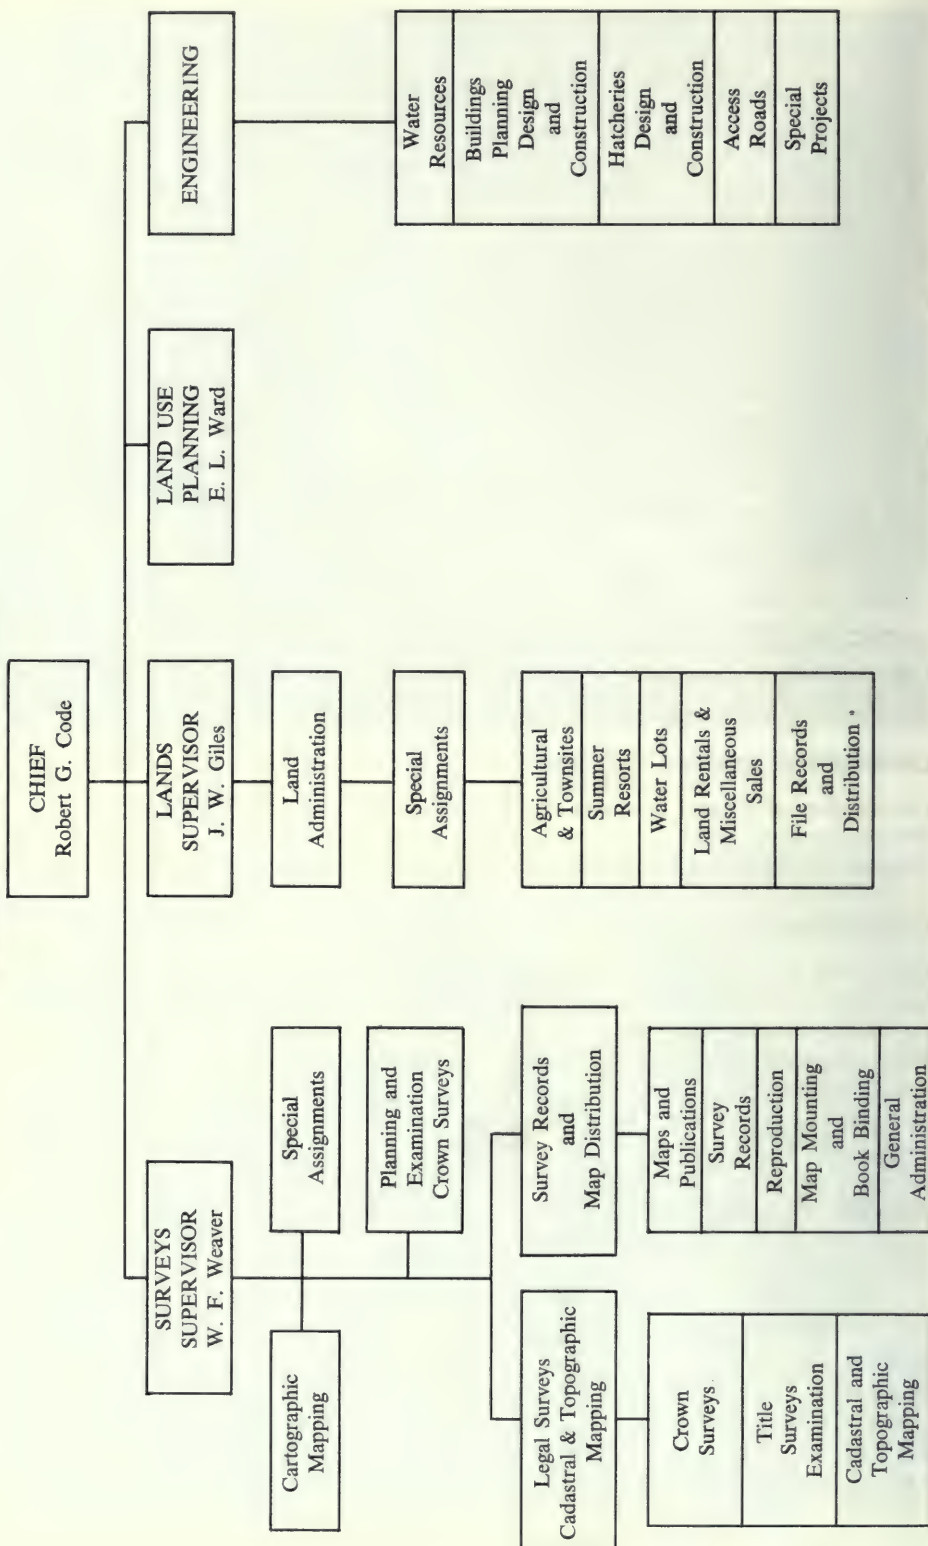 CHIEF
Robert G. Code
SURVEYS
SUPERVISOR
W. F. Weaver
LANDS
SUPERVISOR
J. W. Giles
LAND USE
PLANNING
E. L. Ward
ENGINEERING
Cartographic
Mapping
Special
Assignments
Planning and
Examination
Crown Surveys
Legal Surveys
Cadastral & Topographic
Mapping
Survey Records
and
Map Distribution
Crown
Surveys
Title
Surveys
Examination
Cadastral and
Topographic
Mapping
Maps and
Publications
Survey
Records
Reproduction
Map Mounting
and
Book Binding
General
Administration
Land
Administration
Special
Assignments
Agricultural
& Townsites
Summer
Resorts
Water Lots
Land Rentals &
Miscellaneous
Sales
File Records
and
Distribution
Water
Resources
Buildings
Planning
Design
and
Construction
Hatcheries
Design
and
Construction
Access
Roads
Special
Projects